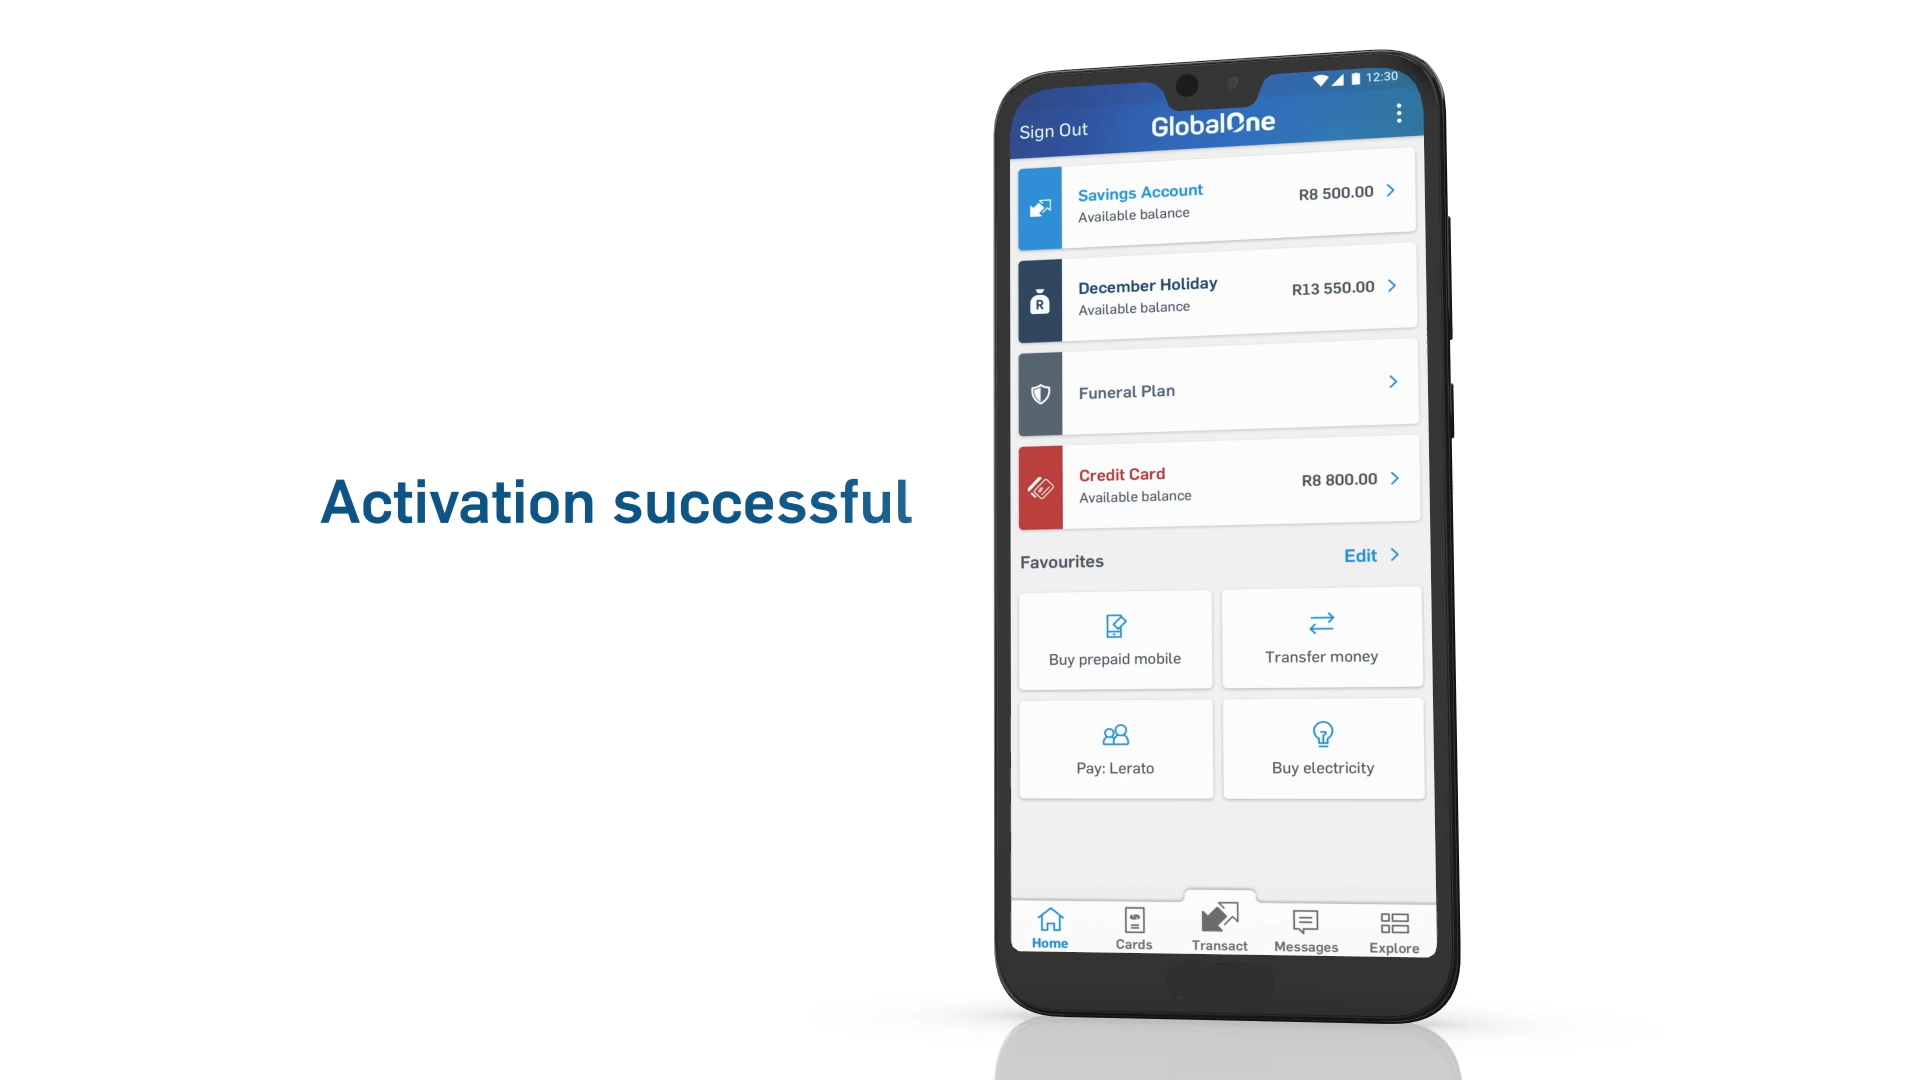 12:30
Sign Out
GlobalOne
Savings Account
R8 500.00
Available balance
December Holiday
R13 550.00
Available balance
R
Funeral Plan
Credit Card
R8 800.00
Available balance
Activation successful
Favourites
Edit
Buy prepaid mobile
Transfer money
Pay: Lerato
Buy electricity
Home
Cards
Transact
Messages
Explore